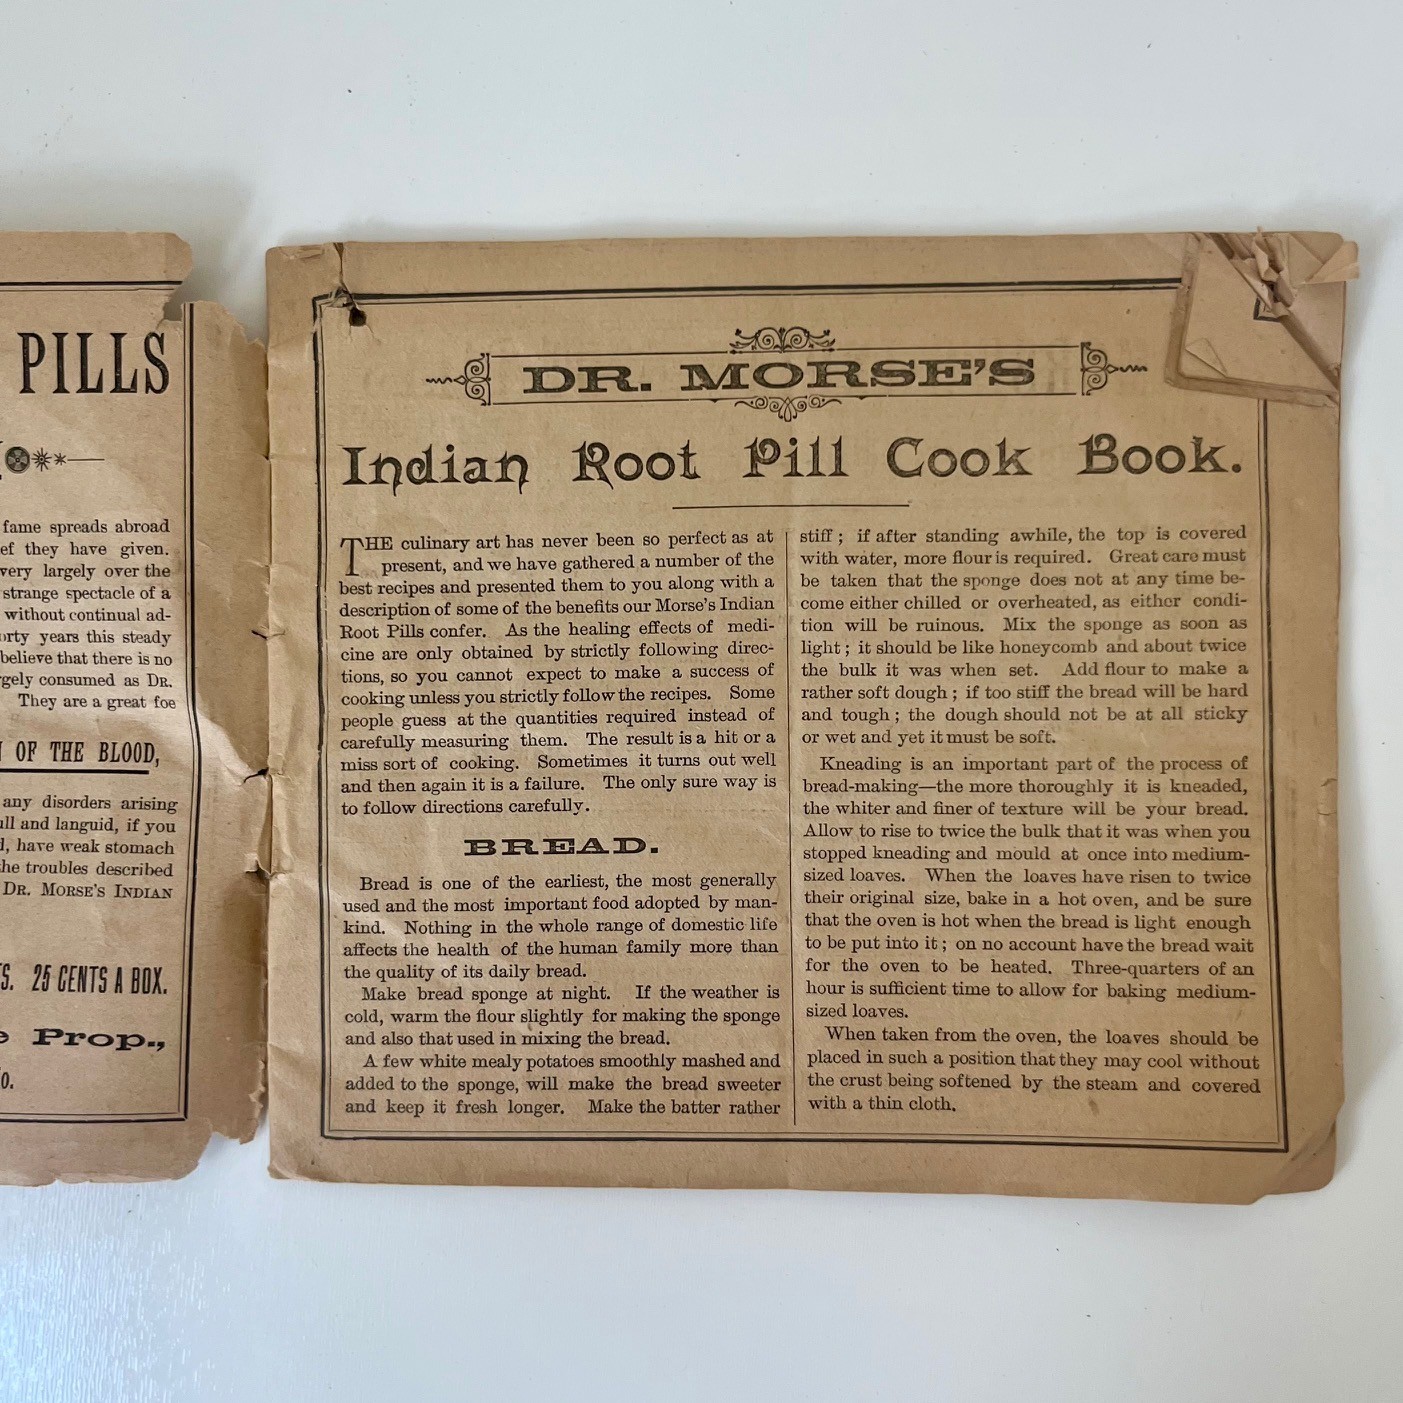 PILLS
fame spreads abroad
they have given.
very largely over the
strange spectacle of a
without continual ad-
years this steady
believe that there is no
consumed as DR.
They are a great foe
OF THE BLOOD,
any disorders arising
and languid, if you
have weak stomach
troubles described
DR. MORSE'S INDIAN
25 CENTS A BOX.
Prop.,
DR. MORSE'S
Indian Root Pill Cook Book.
THE culinary art has never been so perfect as at
present, and we have gathered a number of the
best recipes and presented them to you along with a
description of some of the benefits our Morse's Indian
Root Pills confer. As the healing effects of medi-
cine are only obtained by strictly following direc-
tions, so you cannot expect to make a success of
cooking unless you strictly follow the recipes. Some
people guess at the quantities required instead of
carefully measuring them. The result is a hit or a
miss sort of cooking. Sometimes it turns out well
and then again it is a failure. The only sure way is
to follow directions carefully.
BREAD.
Bread is one of the earliest, the most generally
used and the most important food adopted by man-
kind. Nothing in the whole range of domestic life
affects the health of the human family more than
the quality of its daily bread.
Make bread sponge at night. If the weather is
cold, warm the flour slightly for making the sponge
and also that used in mixing the bread.
A few white mealy potatoes smoothly mashed and
added to the sponge, will make the bread sweeter
and keep it fresh longer. Make the batter rather
stiff; if after standing awhile, the top is covered
with water, more flour is required. Great care must
be taken that the sponge does not at any time be-
come either chilled or overheated, as either condi-
tion will be ruinous. Mix the sponge as soon as
light; it should be like honeycomb and about twice
the bulk it was when set. Add flour to make a
rather soft dough; if too stiff the bread will be hard
and tough; the dough should not be at all sticky
or wet and yet it must be soft.
Kneading is an important part of the process of
bread-making—the more thoroughly it is kneaded,
the whiter and finer of texture will be your bread.
Allow to rise to twice the bulk that it was when you
stopped kneading and mould at once into medium-
sized loaves. When the loaves have risen to twice
their original size, bake in a hot oven, and be sure
that the oven is hot when the bread is light enough
to be put into it; on no account have the bread wait
for the oven to be heated. Three-quarters of an
hour is sufficient time to allow for baking medium-
sized loaves.
When taken from the oven, the loaves should be
placed in such a position that they may cool without
the crust being softened by the steam and covered
with a thin cloth.